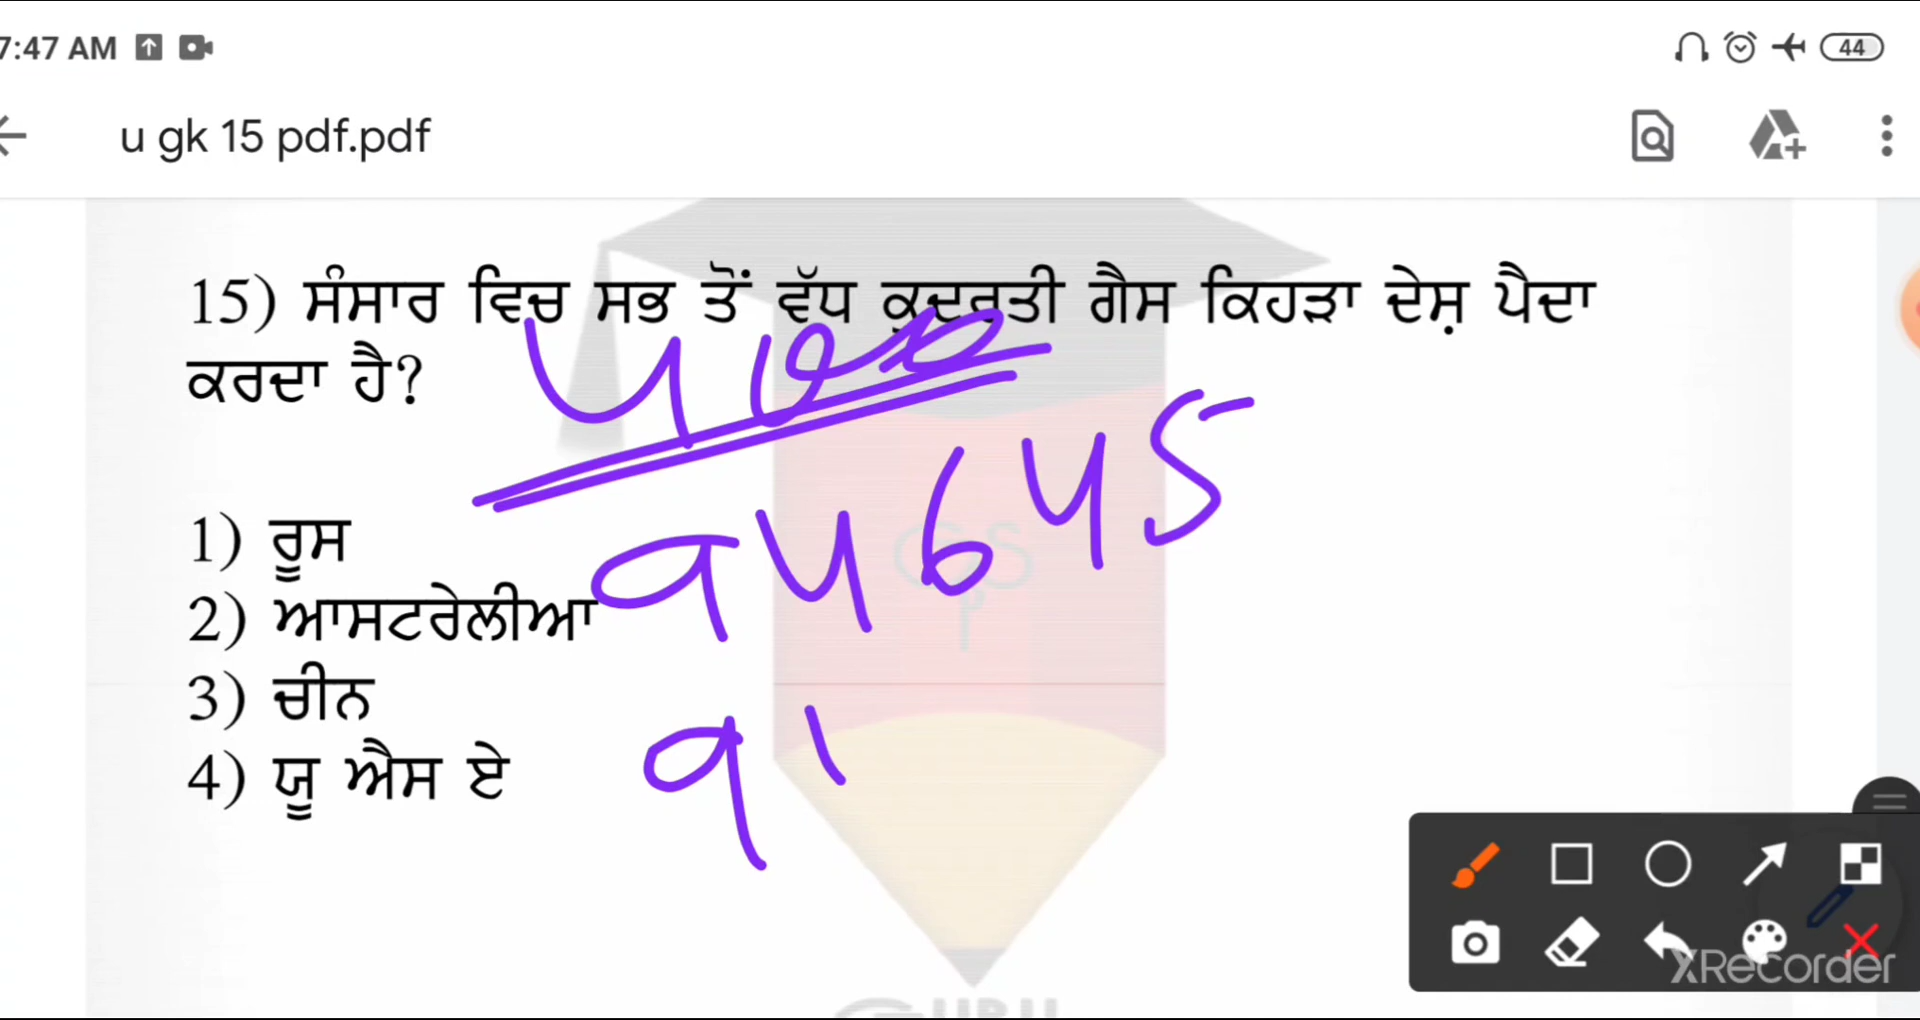 7:47 AM 44
u gk 15 pdf.pdf
15) ਸੰਸਾਰ ਵਿਚ ਸਭ ਤੋਂ ਵੱਧ ਕੁਦਰਤੀ ਗੈਸ ਕਿਹੜਾ ਦੇਸ਼ ਪੈਦਾ
ਕਰਦਾ ਹੈ?
1) ਰੂਸ
2) ਆਸਟਰੇਲੀਆ
3) ਚੀਨ
4) ਯੂ ਐਸ ਏ
XRecorder